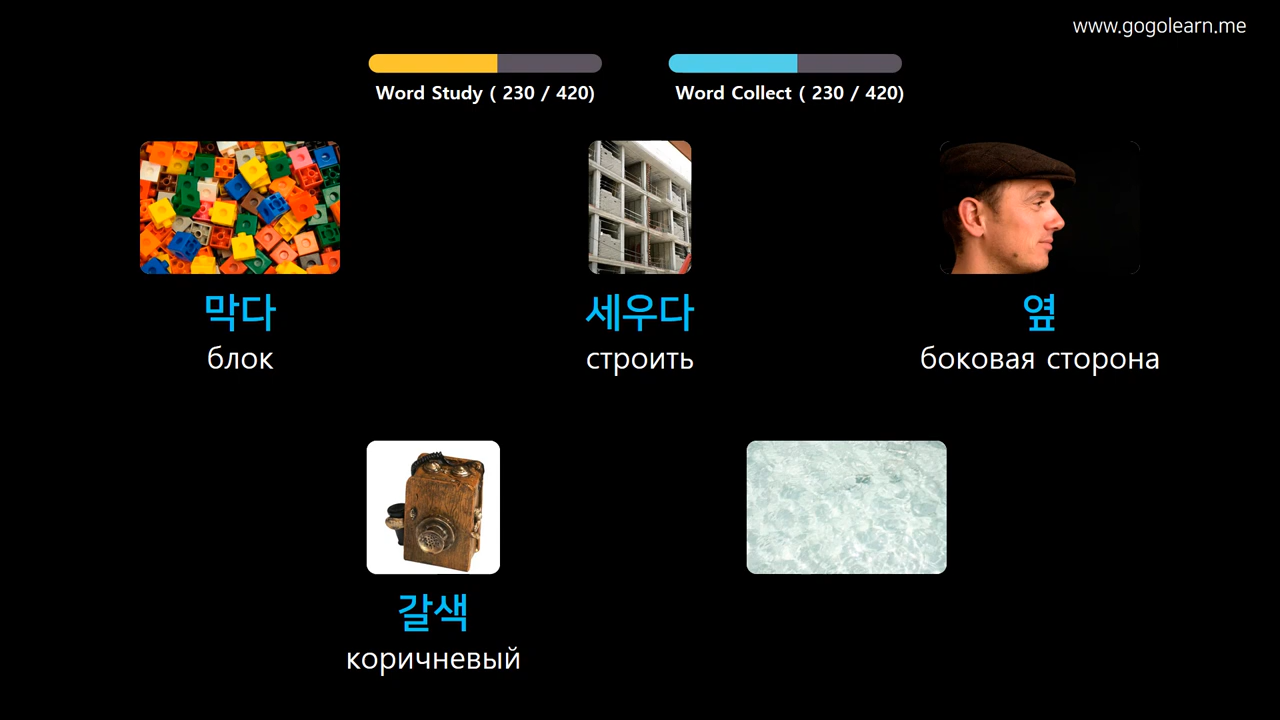 www.gogolearn.me
Word Study ( 230 / 420)
Word Collect ( 230 / 420)
막다
блок
세우다
строить
옆
боковая сторона
갈색
коричневый